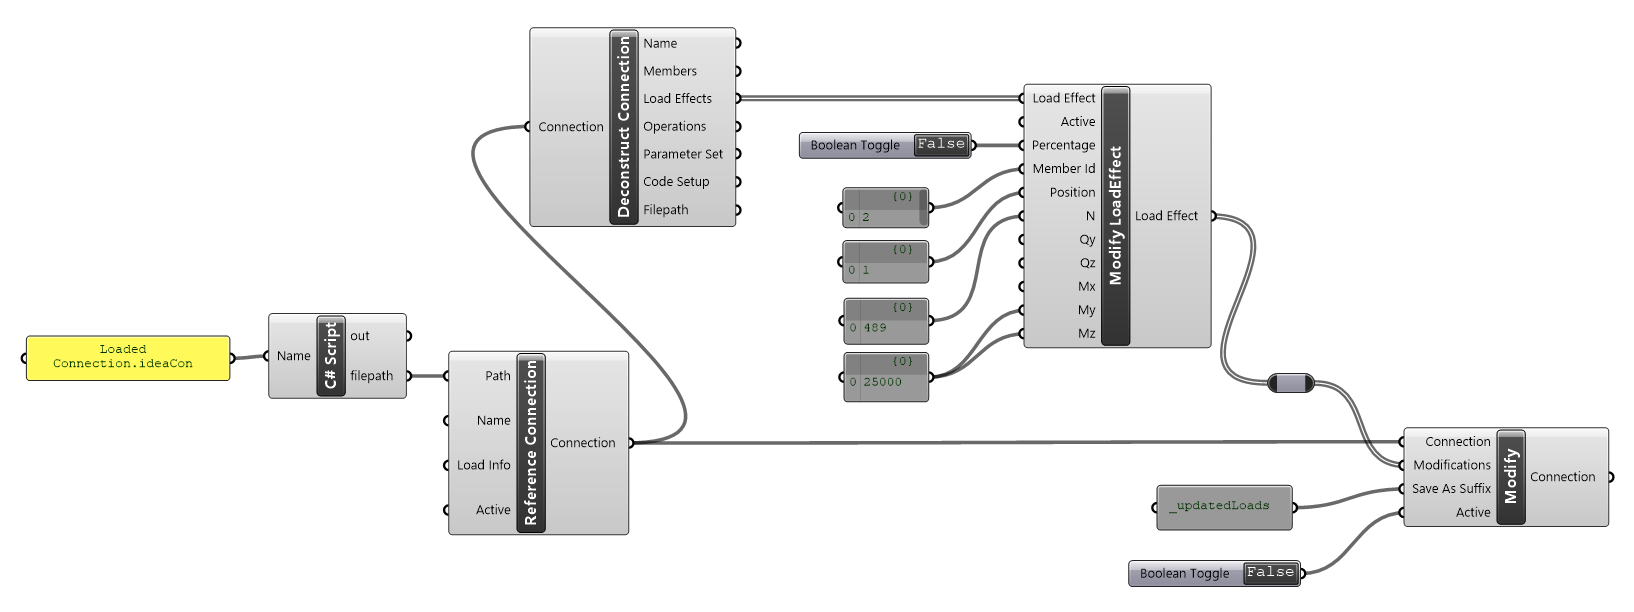 Loaded
Connection.ideaCon
Name
C# Script
out
filepath
Path
Name
Load Info
Active
Reference Connection
Connection
Connection
Deconstruct Connection
Name
Members
Load Effects
Operations
Parameter Set
Code Setup
Filepath
Boolean Toggle False
{0}
0 2
{0}
0 1
{0}
0 489
{0}
0 25000
Load Effect
Active
Percentage
Member Id
Position
N
Qy
Qz
Mx
My
Mz
Modify LoadEffect
Load Effect
_updatedLoads
Boolean Toggle False
Connection
Modifications
Save As Suffix
Active
Modify
Connection